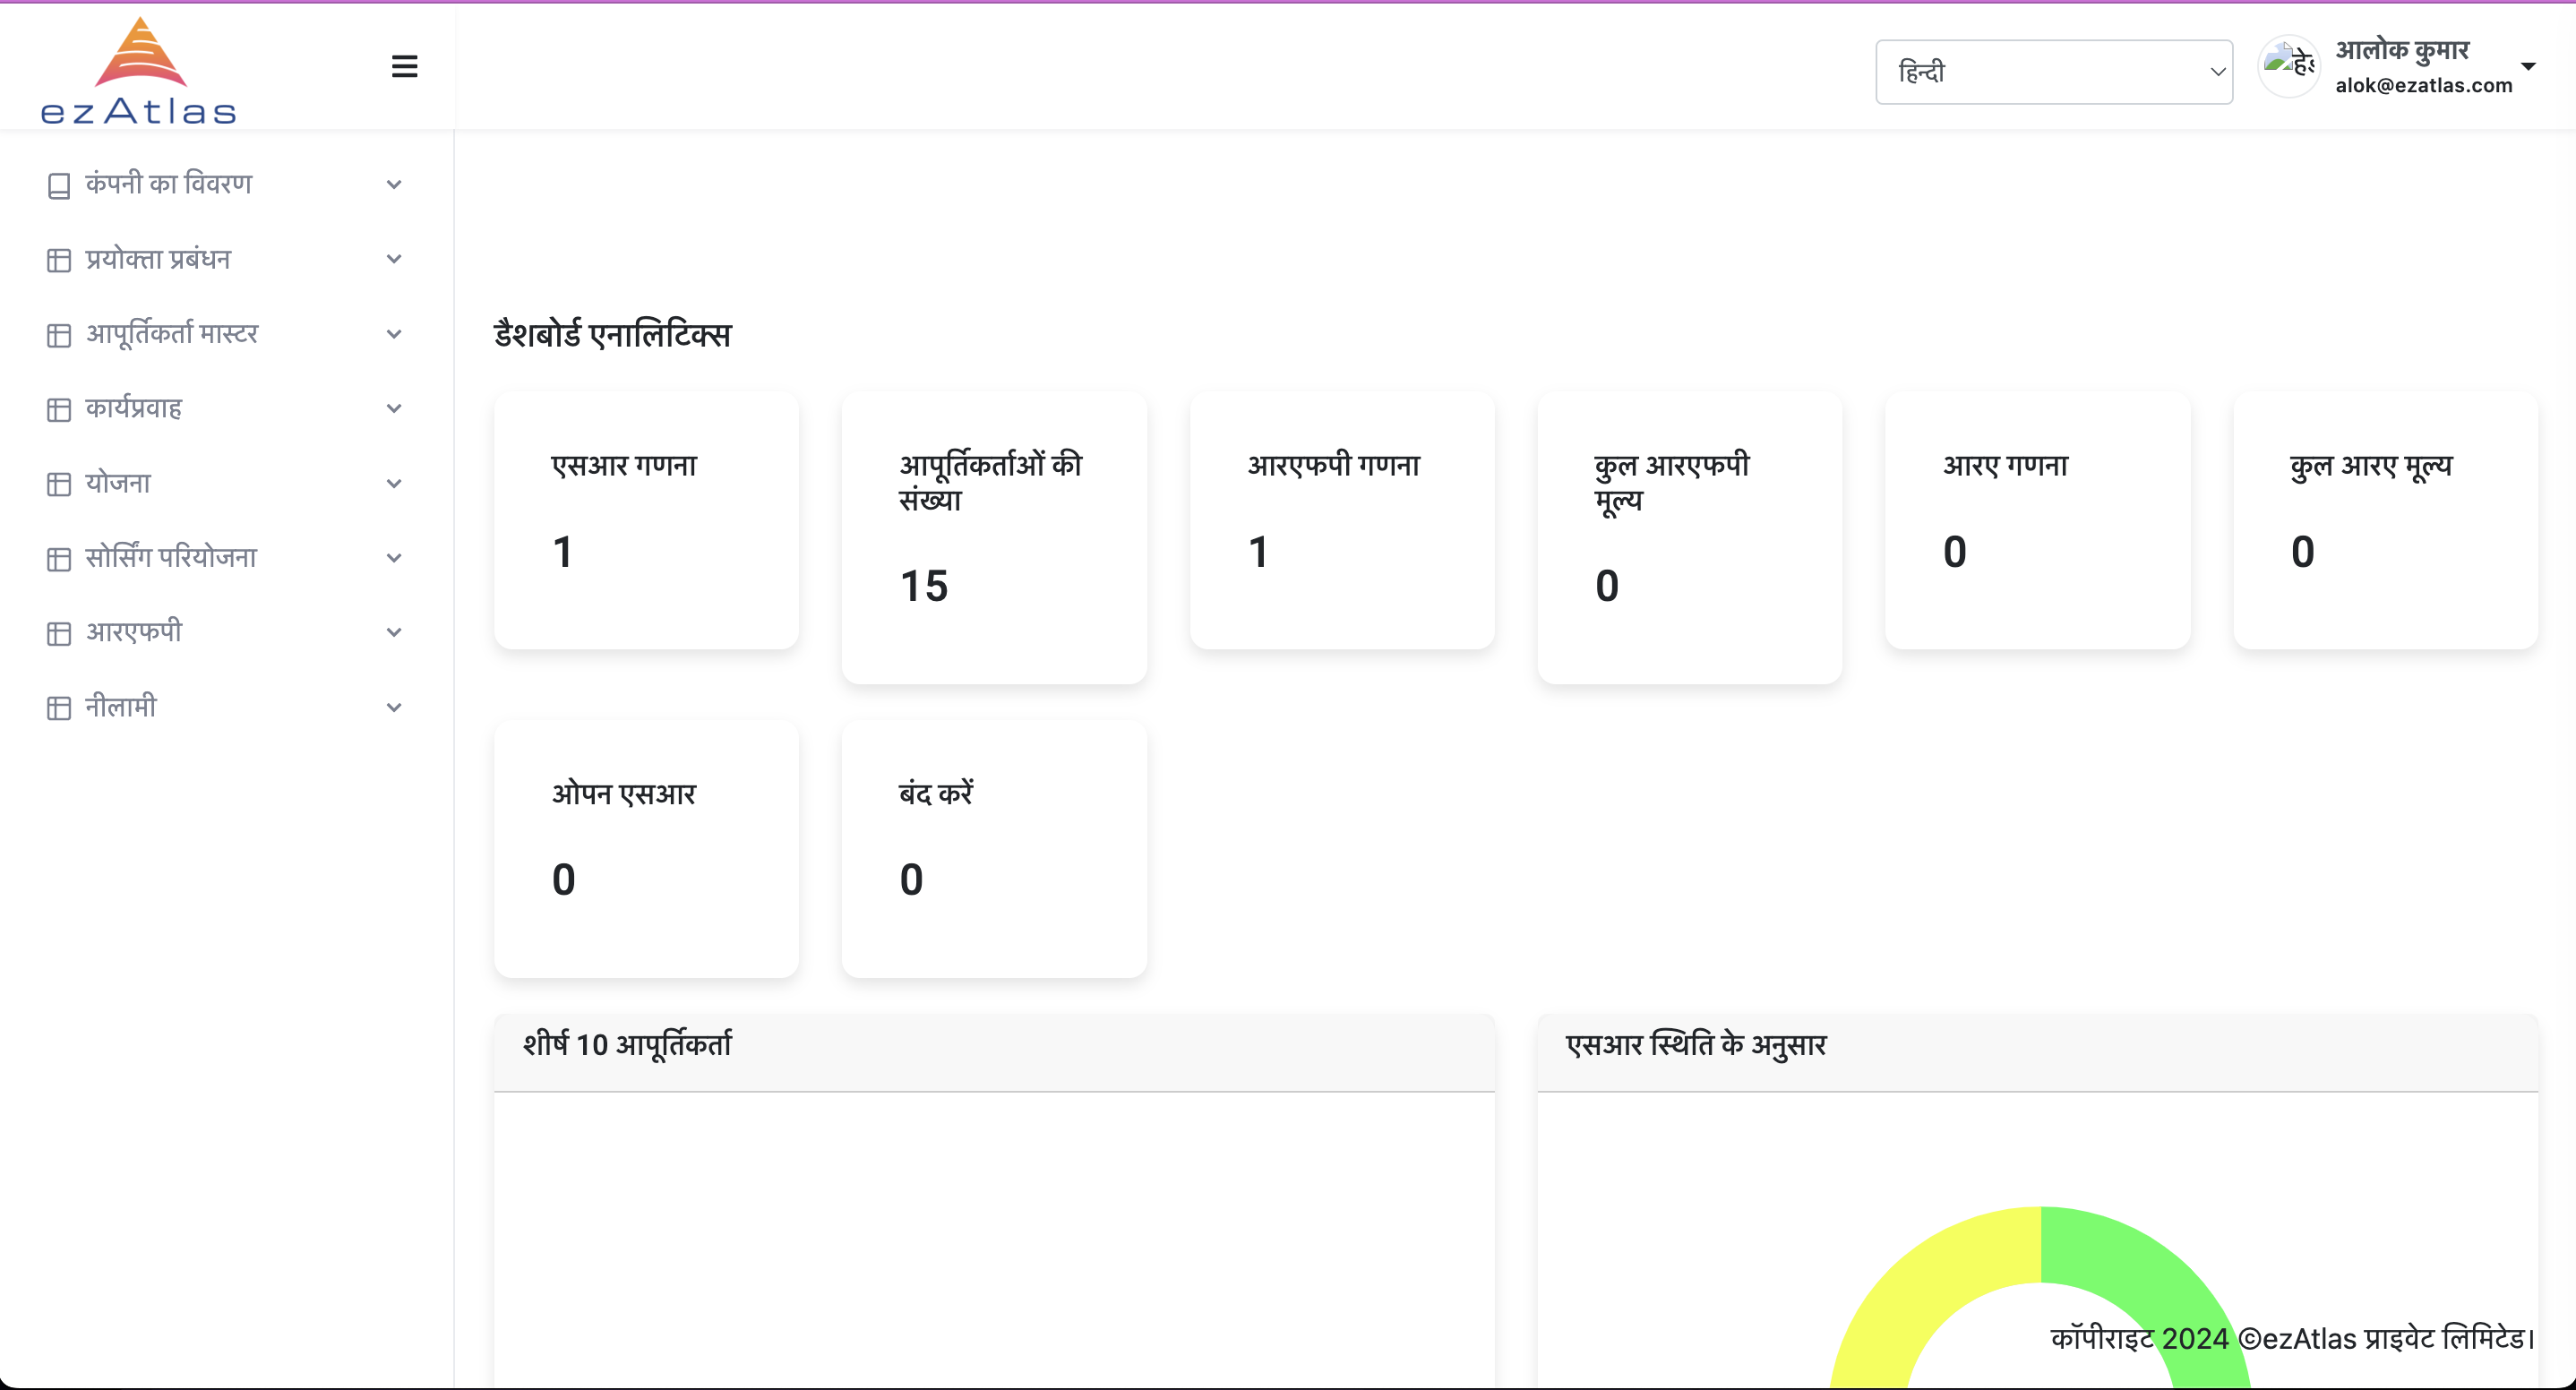 ezAtlas
हिन्दी
आलोक कुमार
alok@ezatlas.com
कंपनी का विवरण
प्रयोक्ता प्रबंधन
आपूर्तिकर्ता मास्टर
कार्यप्रवाह
योजना
सोर्सिंग परियोजना
आरएफपी
नीलामी
डैशबोर्ड एनालिटिक्स
एसआर गणना
1
आपूर्तिकर्ताओं की
संख्या
15
आरएफपी गणना
1
कुल आरएफपी
मूल्य
0
आरए गणना
0
कुल आरए मूल्य
0
ओपन एसआर
0
बंद करें
0
शीर्ष 10 आपूर्तिकर्ता
एसआर स्थिति के अनुसार
कॉपीराइट 2024 ©ezAtlas प्राइवेट लिमिटेड।